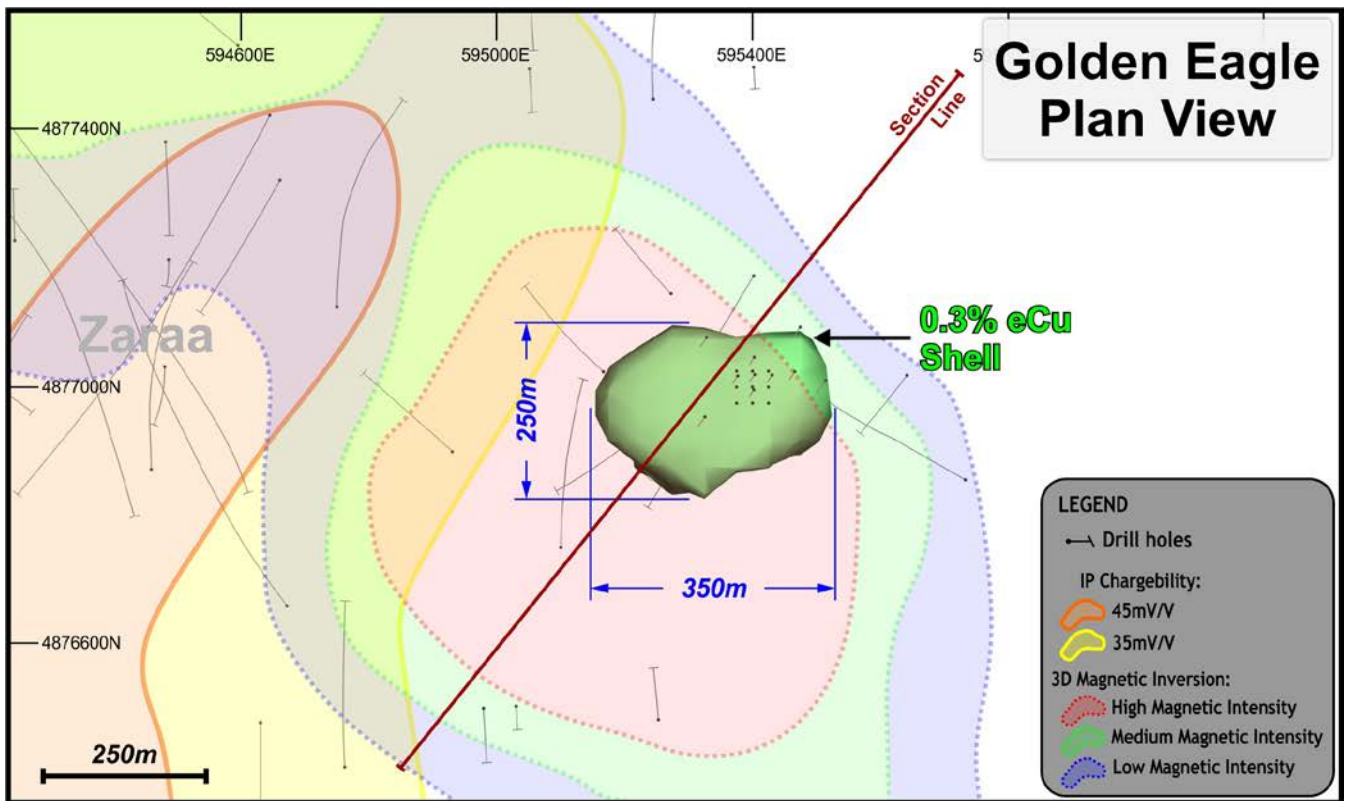 594600E
595000E
595400E
Golden Eagle
Plan View
Section
Line
4877400N
Zaraa
0.3% eCu
Shell
4877000N
250m
350m
4876600N
250m
LEGEND
Drill holes
IP Chargebility:
45mV/V
35mV/V
3D Magnetic Inversion:
High Magnetic Intensity
Medium Magnetic Intensity
Low Magnetic Intensity